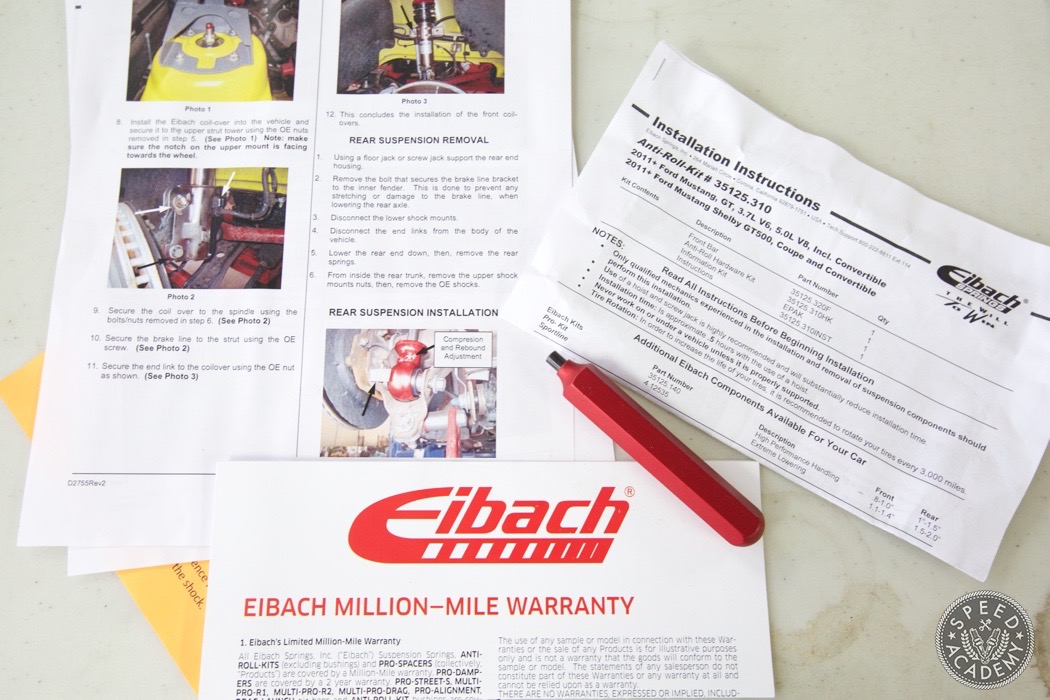 Photo 1
8. Install the Eibach coil-over into the vehicle and
secure it to the upper strut tower using the OE nuts
removed in step 5. (See Photo 1) Note: make
sure the notch on the upper mount is facing
towards the wheel.
Photo 2
9. Secure the coil over to the spindle using the
bolts/nuts removed in step 6. (See Photo 2)
10. Secure the brake line to the strut using the OE
screw. (See Photo 2)
11. Secure the end link to the coilover using the OE nut
as shown. (See Photo 3)
D2755Rev2
Photo 3
12. This concludes the installation of the front coil-
overs.
REAR SUSPENSION REMOVAL
1. Using a floor jack or screw jack support the rear end
housing.
2. Remove the bolt that secures the brake line bracket
to the inner fender. This is done to prevent any
stretching or damage to the brake line, when
lowering the rear axle.
3. Disconnect the lower shock mounts.
4. Disconnect the end links from the body of the
vehicle.
5. Lower the rear end down, then, remove the rear
springs.
6. From inside the rear trunk, remove the upper shock
mounts nuts, then, remove the OE shocks.
REAR SUSPENSION INSTALLATION
Compresion
and Rebound
Adjustment
Installation Instructions
Anti-Roll-Kit # 35125.310
2011+ Ford Mustang, GT, 3.7L V6, 5.0L V8, Incl. Convertible
2011+ Ford Mustang Shelby GT500, Coupe and Convertible
Eibach
SPRINGS
THE WILL
To Win
Kit Contents Description Part Number Qty
Front Bar 35125.320F 1
Anti-Roll Hardware Kit 35125.310HK 1
Information Kit EPAK 1
Instructions 35125.310INST 1
Read All Instructions Before Beginning Installation
NOTES:
• Only qualified mechanics experienced in the installation and removal of suspension components should
perform this installation.
• Use of a hoist and screw jack is highly recommended and will substantially reduce installation time.
• Installation time: Is approximately .5 hours with the use of a hoist.
• Never work on or under a vehicle unless it is properly supported.
• Tire Rotation: In order to increase the life of your tires, it is recommended to rotate your tires every 3,000 miles.
Additional Eibach Components Available For Your Car
Eibach Kits Part Number Description Front Rear
Pro- Kit 35125.140 High Performance Handling .8-1.0" 1"-1.5"
Sportline 4.12535 Extreme Lowering 1.1-1.4" 1.5-2.0"
Eibach®
EIBACH MILLION–MILE WARRANTY
1. Eibach's Limited Million-Mile Warranty
All Eibach Springs, Inc. ("Eibach") Suspension Springs, ANTI-
ROLL-KITS (excluding bushings) and PRO-SPACERS (collectively,
"Products") are covered by a Million-Mile warranty. PRO-DAMP-
ERS are covered by a 2 year warranty. PRO-STREET-S, MULTI-
PRO-R1, MULTI-PRO-R2, MULTI-PRO-DRAG, PRO-ALIGNMENT,
The use of any sample or model in connection with these War-
ranties or the sale of any Products is for illustrative purposes
only and is not a warranty that the goods will conform to the
sample or model. The statements of any salesperson do not
constitute part of these Warranties or any warranty at all and
cannot be relied upon as a warranty.
THERE ARE NO WARRANTIES, EXPRESSED OR IMPLIED, INCLUD-
the shock.
SPEED
ACADEMY